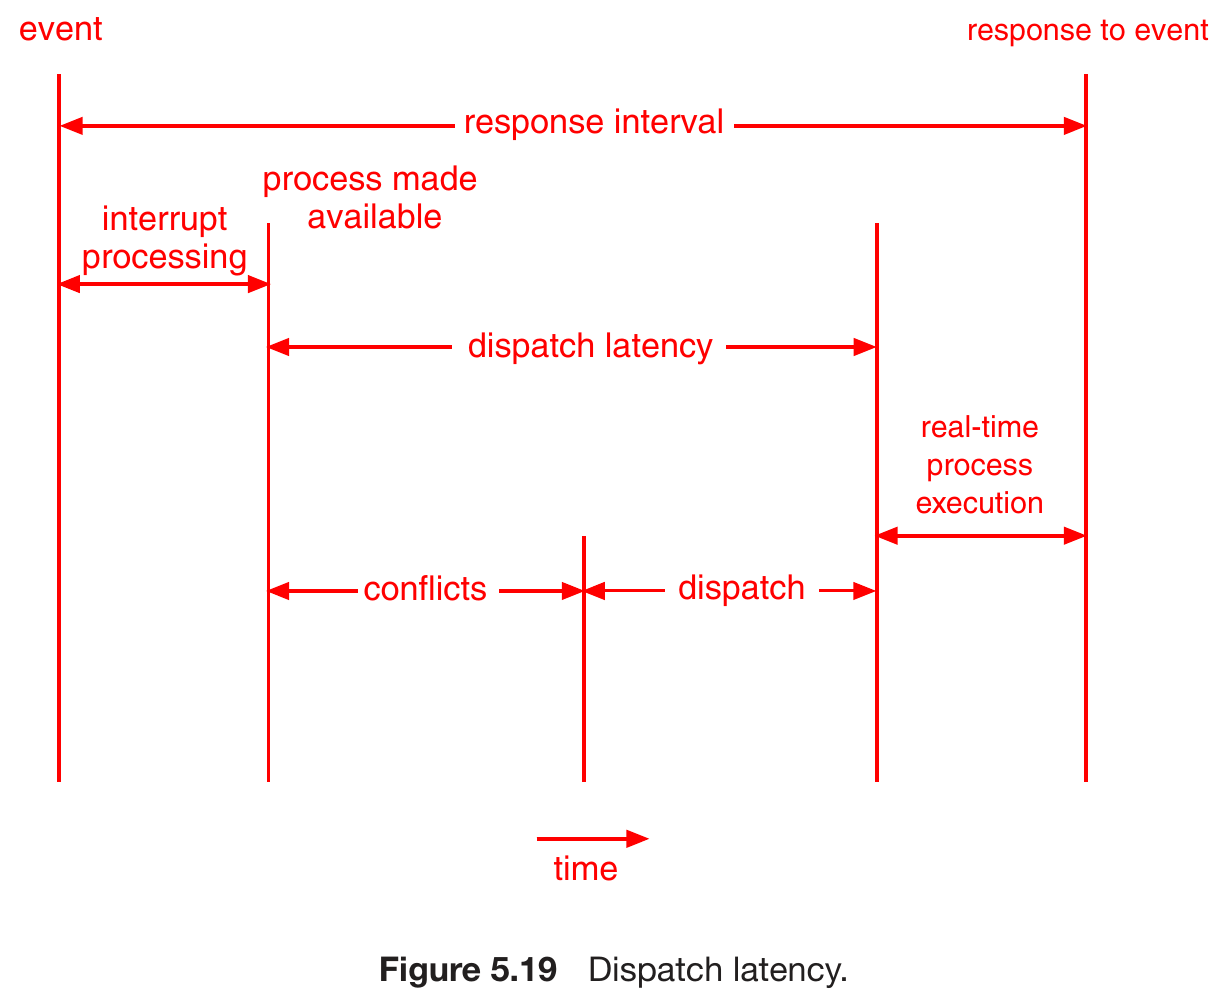 event
response to event
response interval
process made
available
interrupt
processing
dispatch latency
real-time
process
execution
conflicts
dispatch
time
Figure 5.19 Dispatch latency.